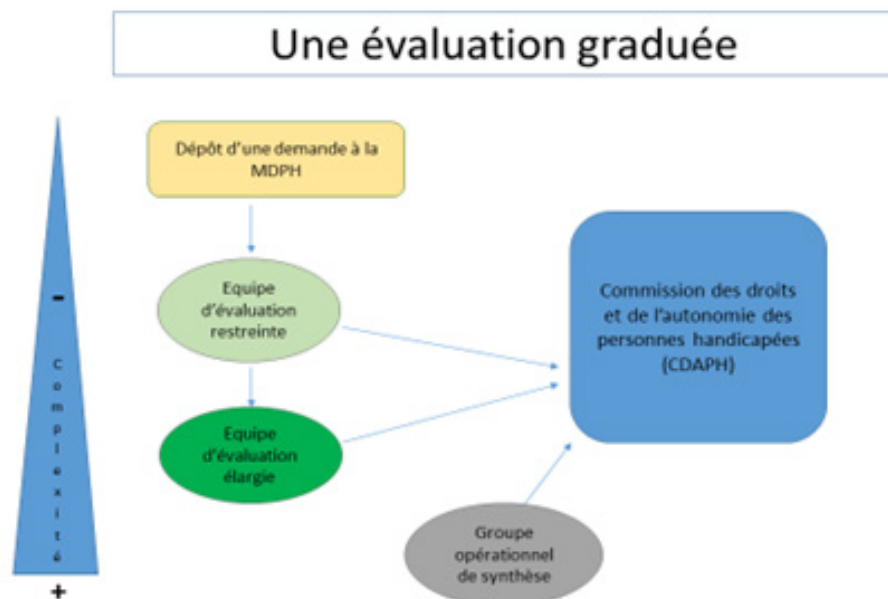 Une évaluation graduée
Dépôt d'une demande à la
MDPH
-
Complexité
+
Equipe
d'évaluation
restreinte
Equipe
d'évaluation
élargie
Commission des droits
et de l'autonomie des
personnes handicapées
(CDAPH)
Groupe
opérationnel
de synthèse